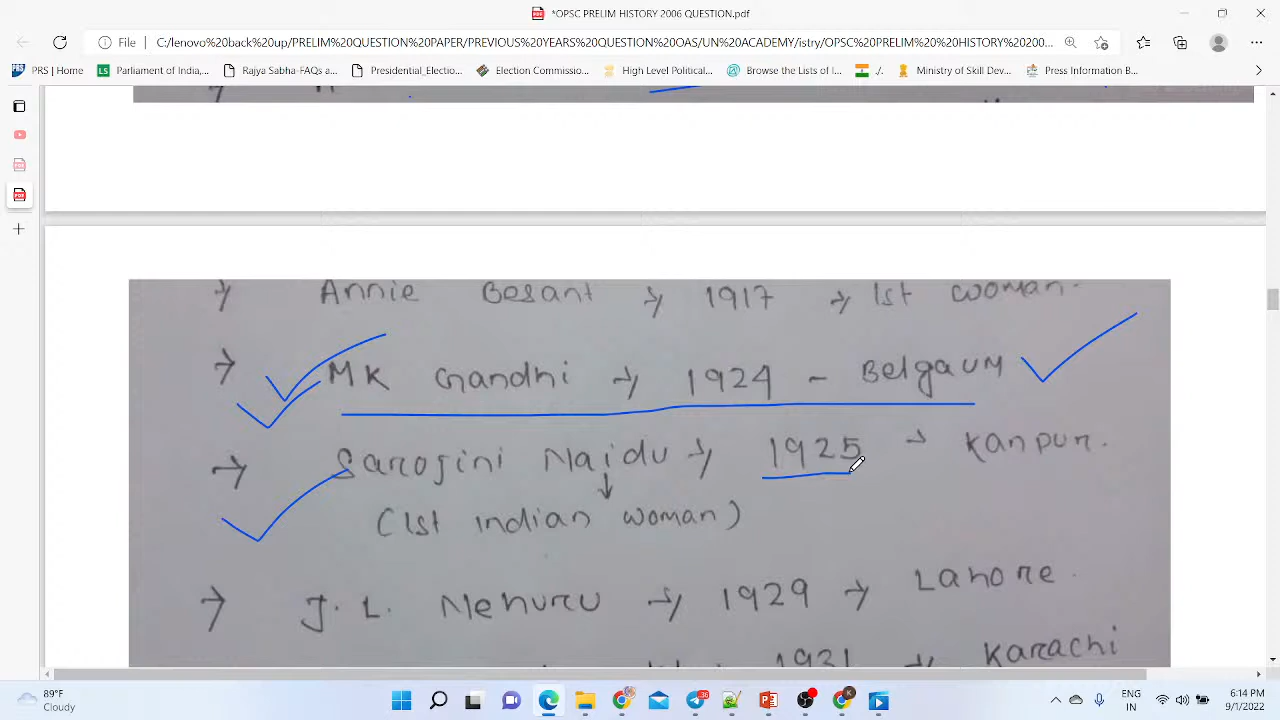 *OPSC PRELIM HISTORY 2006 QUESTION.pdf
File C:/lenovo%20back%20up/PRELIM%20QUESTION%20PAPER/PREVIOUS%20YEARS%20QUESTION%20OAS/UN%20ACADEMY/istry/OPSC%20PRELIM%20%20HISTORY%20200...
PRS | Home Parliament of India,... Rajya Sabha-FAQs Presidential_Electio... Election Commissio... High Level Political... Browse the Lists of I... /. Ministry of Skill Dev... Press Information B...
→ Annie Besant → 1917 → 1st woman.
→ MK Gandhi → 1924 - Belgaum
→ Sarojini Naidu → 1925 → Kanpur.
(1st indian woman)
→ J. L. Nehuru → 1929 → Lahore.
1931 → Karachi
89°F
Cloudy
38
K
ENG
IN
6:14 PM
9/1/2022